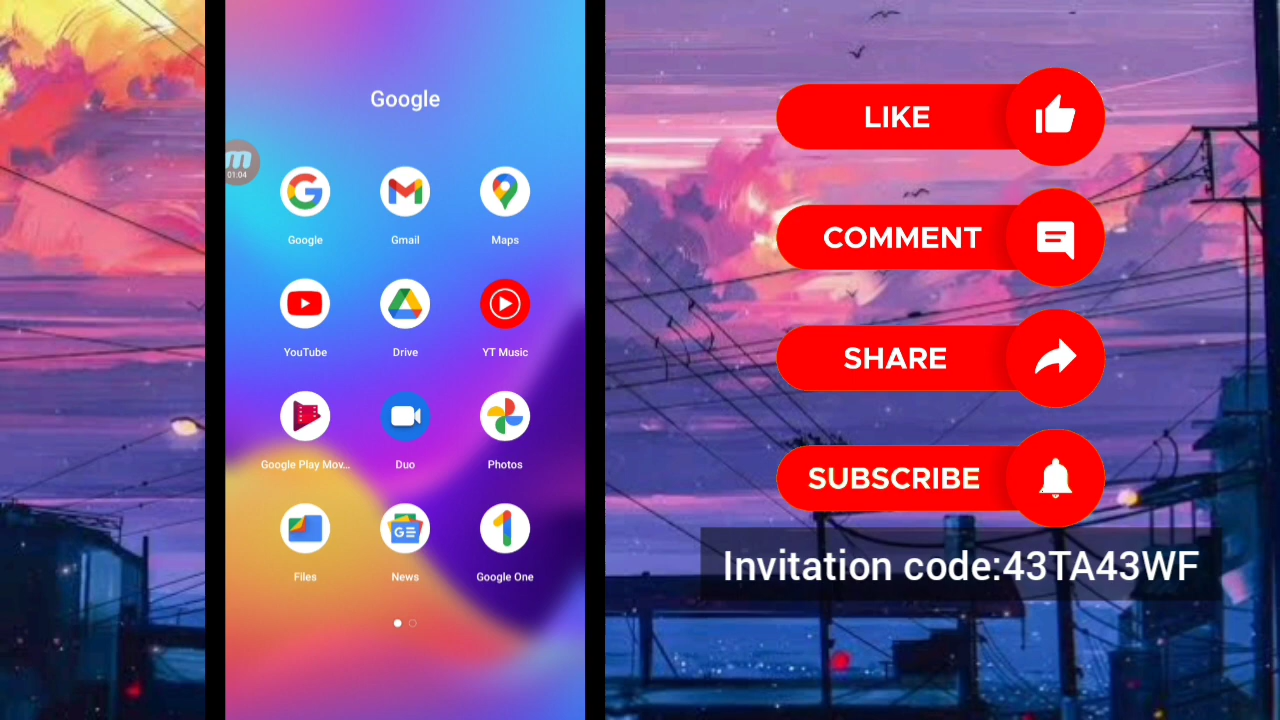 Google
m
01:04
Google
Gmail
Maps
YouTube
Drive
YT Music
Google Play Mov...
Duo
Photos
GE
Files
News
Google One
LIKE
COMMENT
SHARE
SUBSCRIBE
Invitation code:43TA43WF